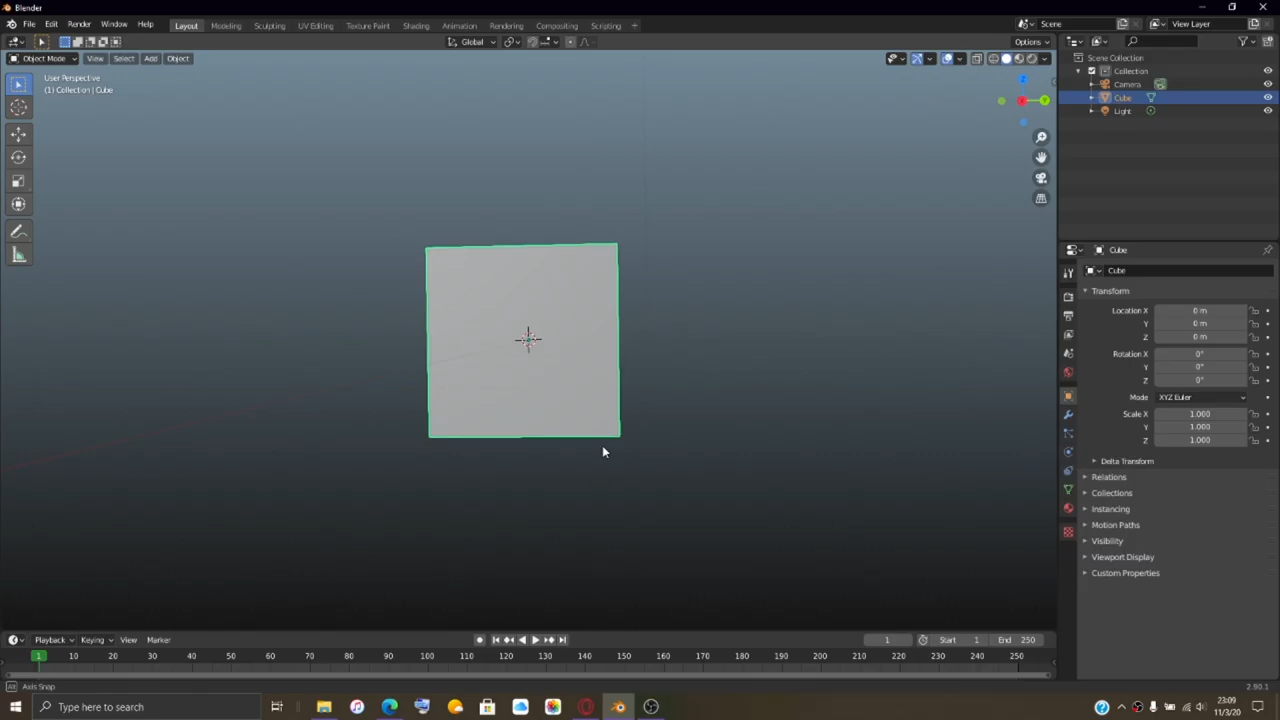 Blender
File Edit Render Window Help
Layout Modeling Sculpting UV Editing Texture Paint Shading Animation Rendering Compositing Scripting +
Scene View Layer
Global Options
Object Mode View Select Add Object
User Perspective
(1) Collection | Cube
Scene Collection
Collection
Camera
Cube
Light
Cube
Cube
Transform
Location X 0 m
Y 0 m
Z 0 m
Rotation X 0°
Y 0°
Z 0°
Mode XYZ Euler
Scale X 1.000
Y 1.000
Z 1.000
Delta Transform
Relations
Collections
Instancing
Motion Paths
Visibility
Viewport Display
Custom Properties
Playback Keying View Marker 1 Start 1 End 250
1 10 20 30 40 50 60 70 80 90 100 110 120 130 140 150 160 170 180 190 200 210 220 230 240 250
Axis Snap 2.90.1
Type here to search
23:09
11/3/20